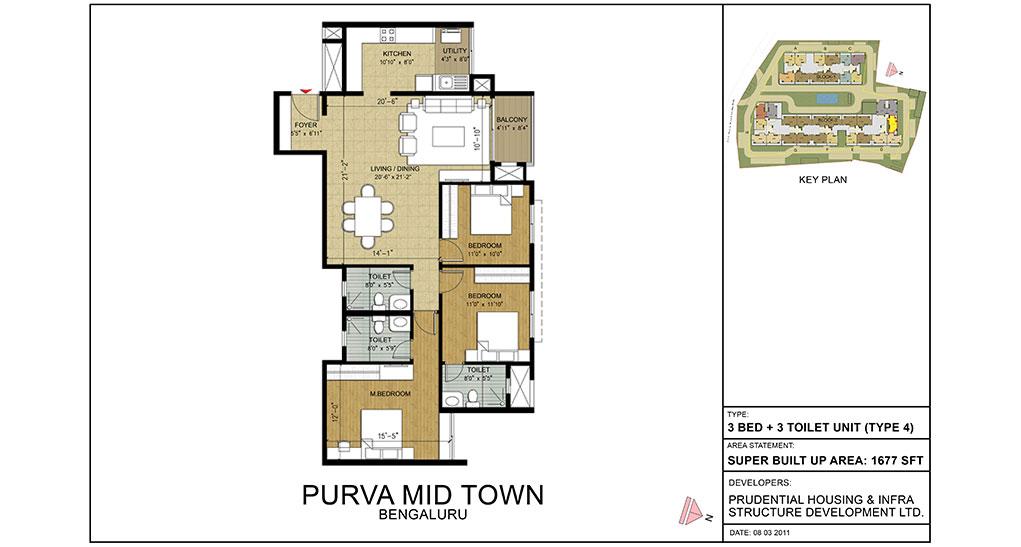 KITCHEN
10'10" x 8'0"
UTILITY
4'3" x 8'0"
FOYER
5'5" x 6'11"
20'-6"
10'-10"
BALCONY
4'11" x 8'4"
21'-2"
LIVING / DINING
20'-6" x 21'-2"
14'-1"
BEDROOM
11'0" x 10'0"
TOILET
8'0" x 5'5"
BEDROOM
11'0" x 11'10"
TOILET
8'0" x 5'9"
TOILET
8'0" x 5'5"
M.BEDROOM
12'-0"
15'-5"
PURVA MID TOWN
BENGALURU
N
A B C
BLOCK-1
N
BLOCK-2
KEY PLAN
TYPE:
3 BED + 3 TOILET UNIT (TYPE 4)
AREA STATEMENT:
SUPER BUILT UP AREA: 1677 SFT
DEVELOPERS:
PRUDENTIAL HOUSING & INFRA
STRUCTURE DEVELOPMENT LTD.
DATE: 08 03 2011